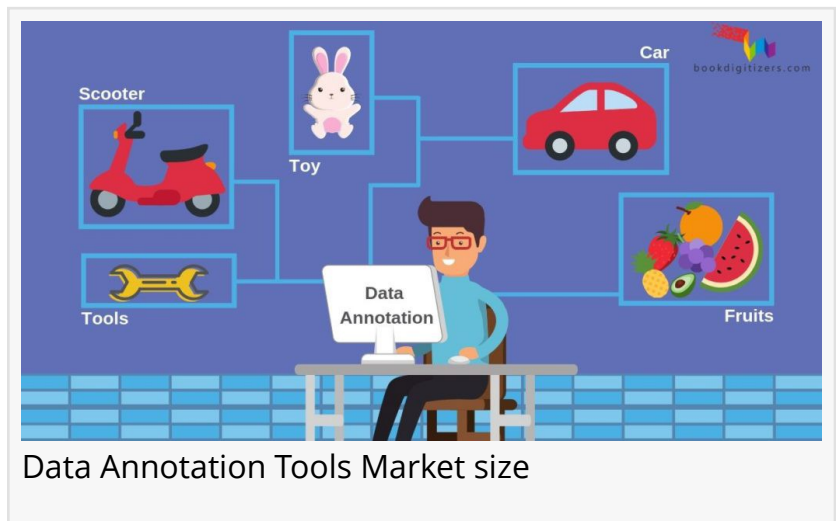 Car
bookdigitizers.com
Scooter
Toy
Data
Annotation
Tools
Fruits
Data Annotation Tools Market size